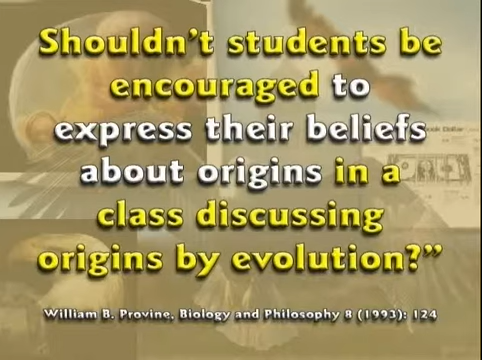 Shouldn't students be
encouraged to
express their beliefs
about origins in a
class discussing
origins by evolution?”
William B. Provine, Biology and Philosophy 8 (1993): 124